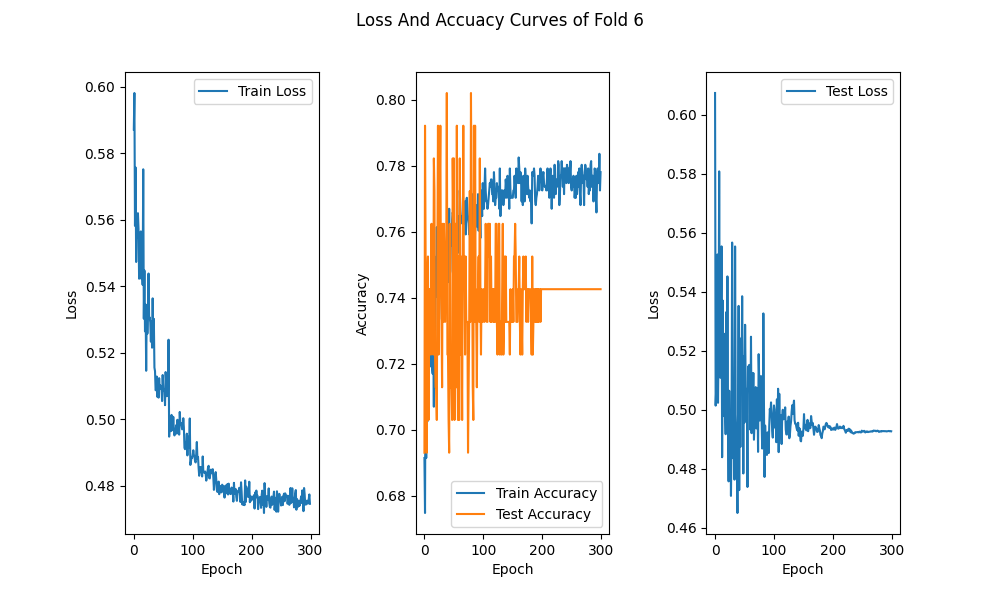 Loss And Accuacy Curves of Fold 6
Train Loss
0.60
0.58
0.56
0.54
0.52
0.50
0.48
0 100 200 300
Epoch
Loss
0.80
0.78
0.76
0.74
0.72
0.70
0.68
Train Accuracy
Test Accuracy
0 100 200 300
Epoch
Accuracy
Test Loss
0.60
0.58
0.56
0.54
0.52
0.50
0.48
0.46
0 100 200 300
Epoch
Loss